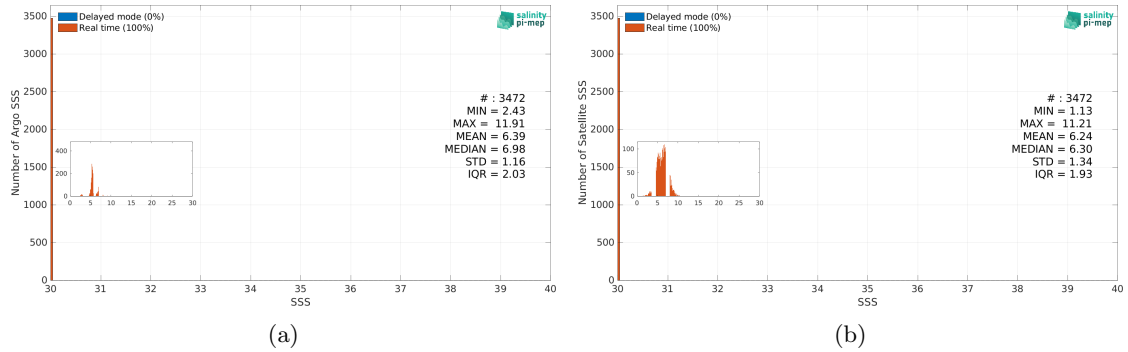 Delayed mode (0%)
Real time (100%)
salinity
pi-mep
3500
3000
2500
2000
1500
1000
500
0
Number of Argo SSS
# : 3472
MIN = 2.43
MAX = 11.91
MEAN = 6.39
MEDIAN = 6.98
STD = 1.16
IQR = 2.03
400
200
0
0 5 10 15 20 25 30
30 31 32 33 34 35 36 37 38 39 40
SSS
(a)
Delayed mode (0%)
Real time (100%)
salinity
pi-mep
3500
3000
2500
2000
1500
1000
500
0
Number of Satellite SSS
# : 3472
MIN = 1.13
MAX = 11.21
MEAN = 6.24
MEDIAN = 6.30
STD = 1.34
IQR = 1.93
100
50
0
0 5 10 15 20 25 30
30 31 32 33 34 35 36 37 38 39 40
SSS
(b)